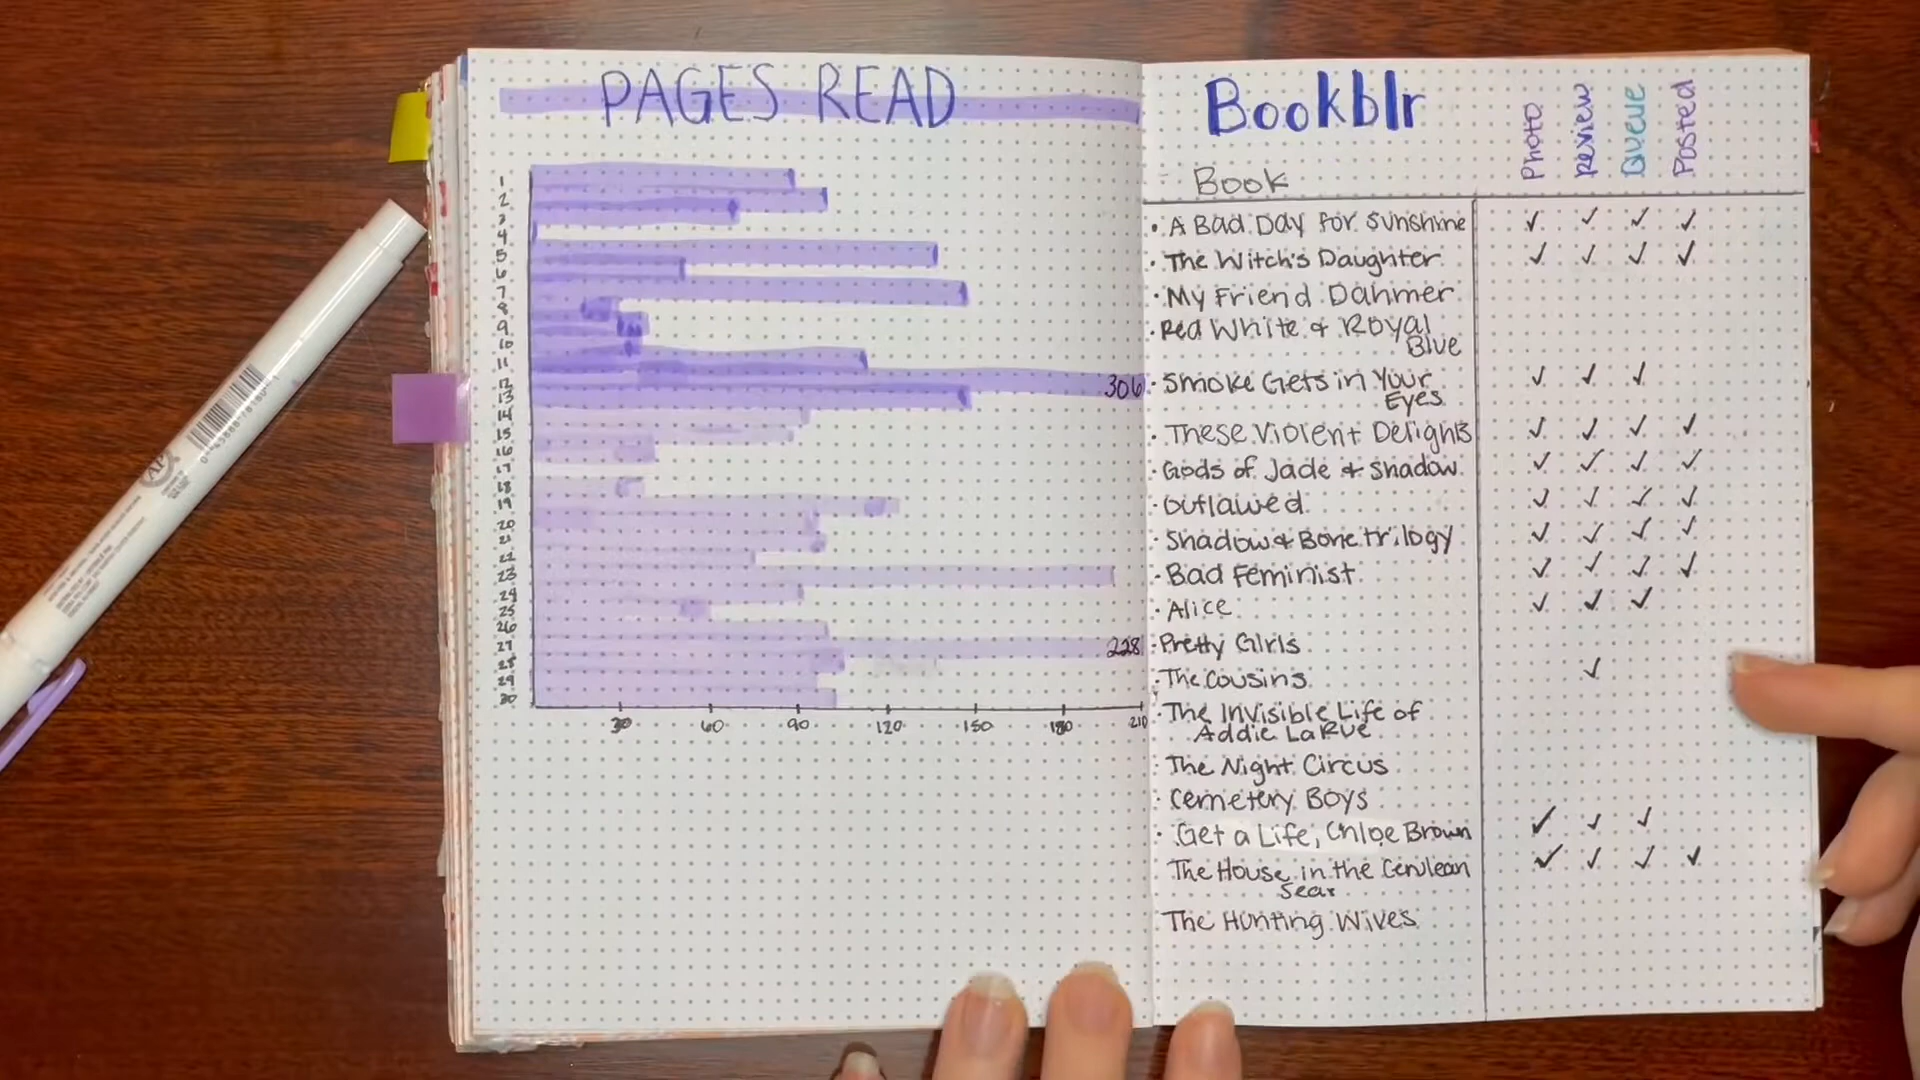 PAGES READ
1
2
3
4
5
6
7
8
9
10
11
12
13
14
15
16
17
18
19
20
21
22
23
24
25
26
27
28
29
30
306
228
30 60 90 120 150 180 210
Bookblr
Book Photo Review Queue Posted
• A Bad Day for Sunshine ✓ ✓ ✓ ✓
• The Witch's Daughter ✓ ✓ ✓ ✓
• My Friend Dahmer
• Red White & Royal
Blue
• Smoke Gets in Your ✓ ✓ ✓
Eyes
• These Violent Delights ✓ ✓ ✓ ✓
• Gods of Jade & Shadow ✓ ✓ ✓ ✓
• Outlawed ✓ ✓ ✓ ✓
• Shadow & Bone trilogy ✓ ✓ ✓ ✓
• Bad Feminist ✓ ✓ ✓ ✓
• Alice ✓ ✓ ✓
• Pretty Girls
• The Cousins ✓
• The Invisible Life of
Addie LaRue
• The Night Circus
• Cemetery Boys
• Get a Life, Chloe Brown ✓ ✓ ✓
The House in the Cerulean ✓ ✓ ✓ ✓
Sea
The Hunting Wives
AP